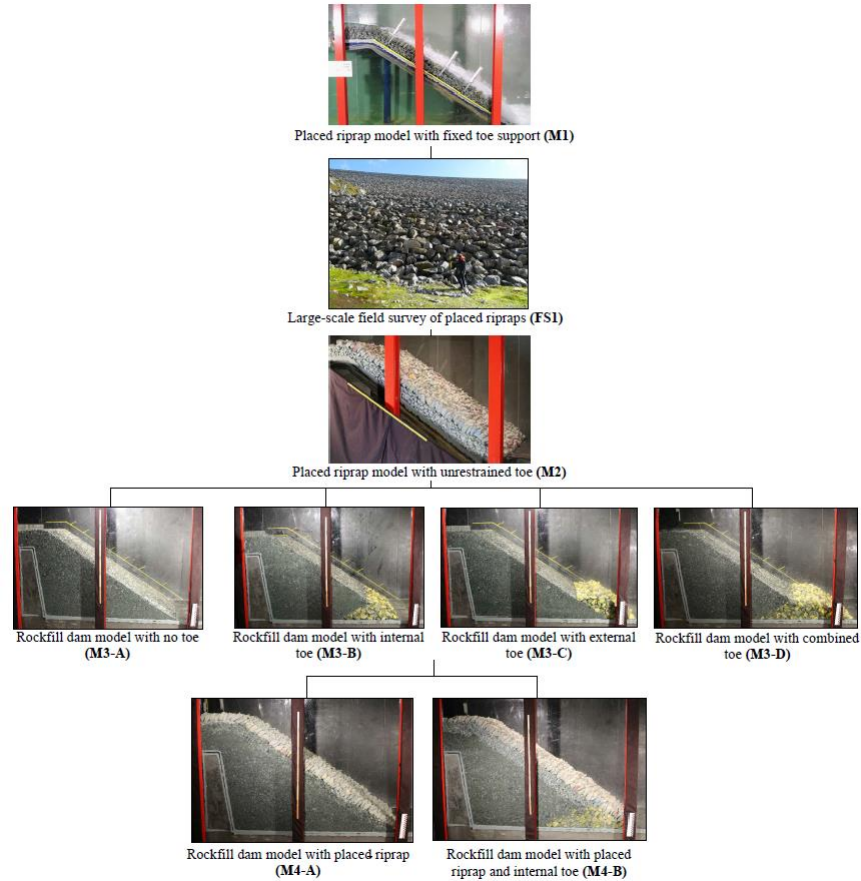 Placed riprap model with fixed toe support (M1)
Large-scale field survey of placed ripraps (FS1)
Placed riprap model with unrestrained toe (M2)
Rockfill dam model with no toe
(M3-A)
Rockfill dam model with internal
toe (M3-B)
Rockfill dam model with external
toe (M3-C)
Rockfill dam model with combined
toe (M3-D)
Rockfill dam model with placed riprap
(M4-A)
Rockfill dam model with placed
riprap and internal toe (M4-B)